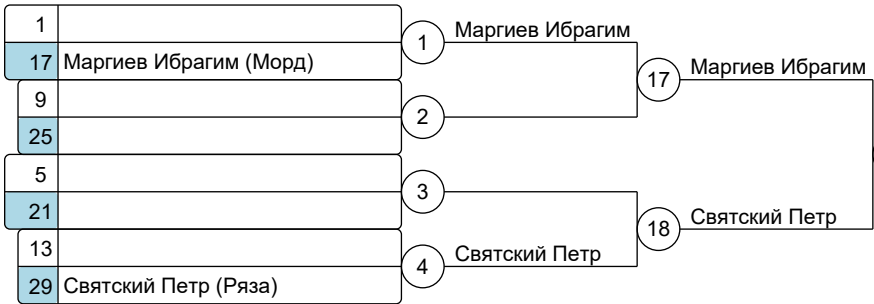 1
17 Маргиев Ибрагим (Морд)
9
25
5
21
13
29 Святский Петр (Ряза)
1 Маргиев Ибрагим
2
3
4 Святский Петр
17 Маргиев Ибрагим
18 Святский Петр